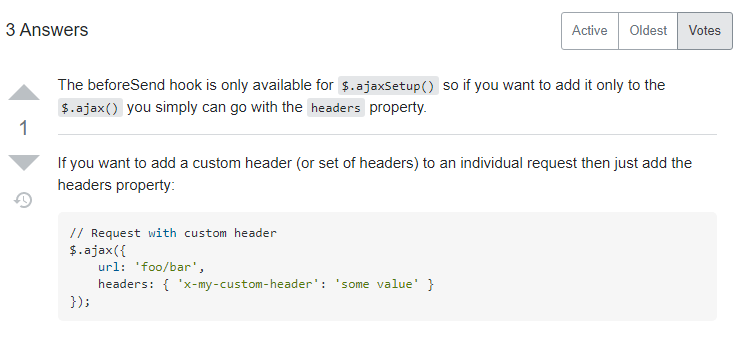 3 Answers
Active Oldest Votes
The beforeSend hook is only available for $.ajaxSetup() so if you want to add it only to the
$.ajax() you simply can go with the headers property.
1
If you want to add a custom header (or set of headers) to an individual request then just add the
headers property:
// Request with custom header
$.ajax({
    url: 'foo/bar',
    headers: { 'x-my-custom-header': 'some value' }
});